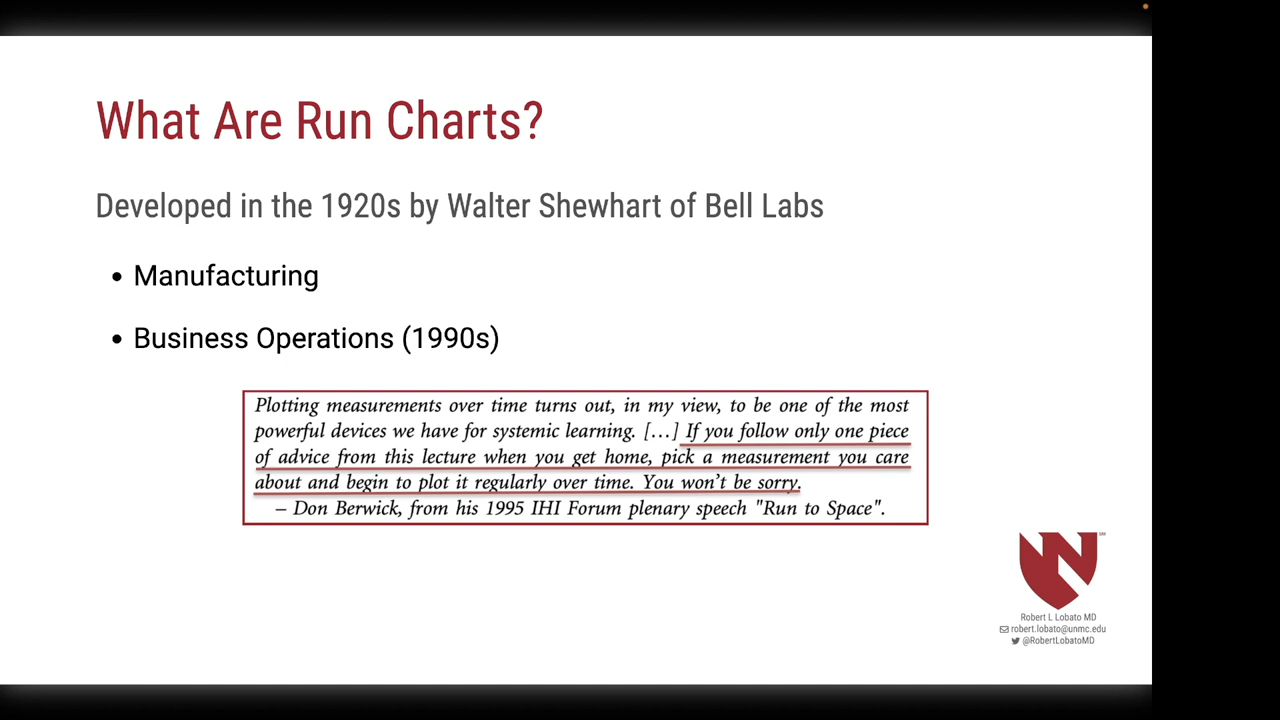 What Are Run Charts?
Developed in the 1920s by Walter Shewhart of Bell Labs
• Manufacturing
• Business Operations (1990s)
Plotting measurements over time turns out, in my view, to be one of the most
powerful devices we have for systemic learning. […] If you follow only one piece
of advice from this lecture when you get home, pick a measurement you care
about and begin to plot it regularly over time. You won't be sorry.
– Don Berwick, from his 1995 IHI Forum plenary speech "Run to Space".
N SM
Robert L Lobato MD
robert.lobato@unmc.edu
@RobertLobatoMD